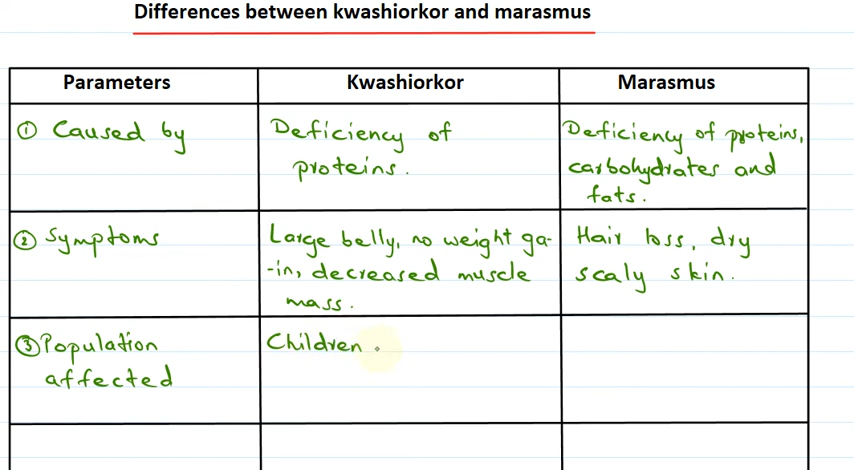 Differences between kwashiorkor and marasmus
Parameters Kwashiorkor Marasmus
① Caused by
Deficiency of
proteins.
Deficiency of proteins,
carbohydrates and
fats.
② Symptoms
Large belly, no weight ga-
-in, decreased muscle
mass.
Hair loss, dry
scaly skin.
③ Population
affected
Children.